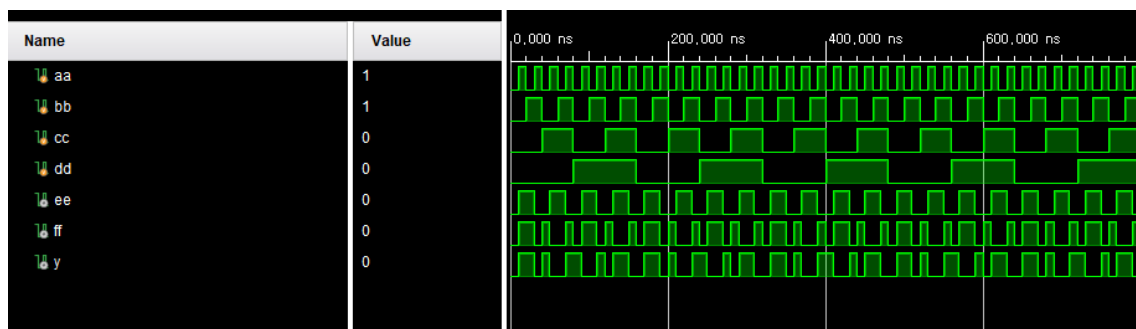 Name Value 0,000 ns 200,000 ns 400,000 ns 600,000 ns
aa 1
bb 1
cc 0
dd 0
ee 0
ff 0
y 0